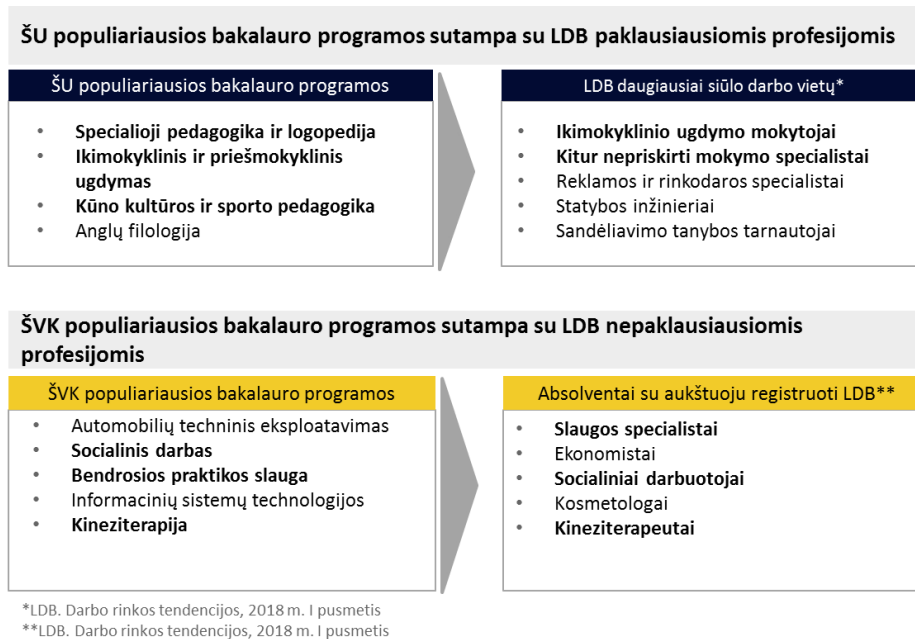 ŠU populiariausios bakalauro programos sutampa su LDB paklausiausiomis profesijomis
ŠU populiariausios bakalauro programos
Specialioji pedagogika ir logopedija
Ikimokyklinis ir priešmokyklinis
ugdymas
Kūno kultūros ir sporto pedagogika
Anglų filologija
LDB daugiausiai siūlo darbo vietų*
Ikimokyklinio ugdymo mokytojai
Kitur nepriskirti mokymo specialistai
Reklamos ir rinkodaros specialistai
Statybos inžinieriai
Sandėliavimo tanybos tarnautojai
ŠVK populiariausios bakalauro programos sutampa su LDB nepaklausiausiomis
profesijomis
ŠVK populiariausios bakalauro programos
Automobilių techninis eksploatavimas
Socialinis darbas
Bendrosios praktikos slauga
Informacinių sistemų technologijos
Kineziterapija
Absolventai su aukštuoju registruoti LDB**
Slaugos specialistai
Ekonomistai
Socialiniai darbuotojai
Kosmetologai
Kineziterapeutai
*LDB. Darbo rinkos tendencijos, 2018 m. I pusmetis
**LDB. Darbo rinkos tendencijos, 2018 m. I pusmetis